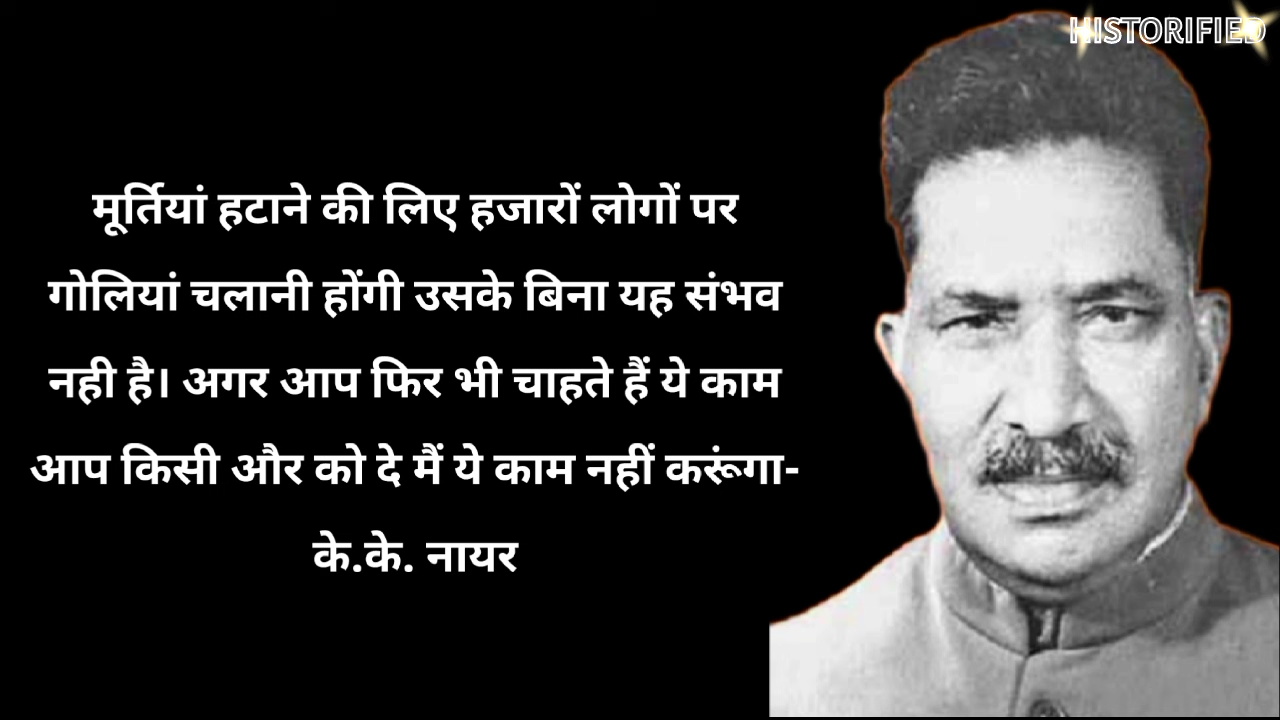 HISTORIFIED
मूर्तियां हटाने की लिए हजारों लोगों पर
गोलियां चलानी होंगी उसके बिना यह संभव
नही है। अगर आप फिर भी चाहते हैं ये काम
आप किसी और को दे मैं ये काम नहीं करूंगा-
के.के. नायर